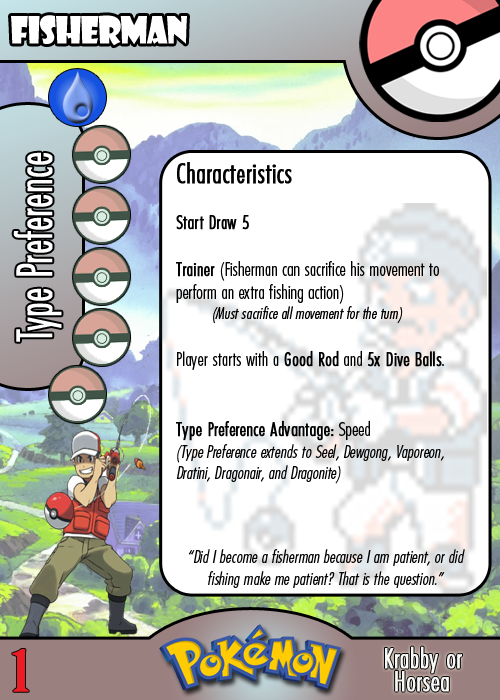 FISHERMAN
Type Preference
Characteristics
Start Draw 5
Trainer (Fisherman can sacrifice his movement to
perform an extra fishing action)
(Must sacrifice all movement for the turn)
Player starts with a Good Rod and 5x Dive Balls.
Type Preference Advantage: Speed
(Type Preference extends to Seel, Dewgong, Vaporeon,
Dratini, Dragonair, and Dragonite)
“Did I become a fisherman because I am patient, or did
fishing make me patient? That is the question.”
1
POKéMON
Krabby or
Horsea